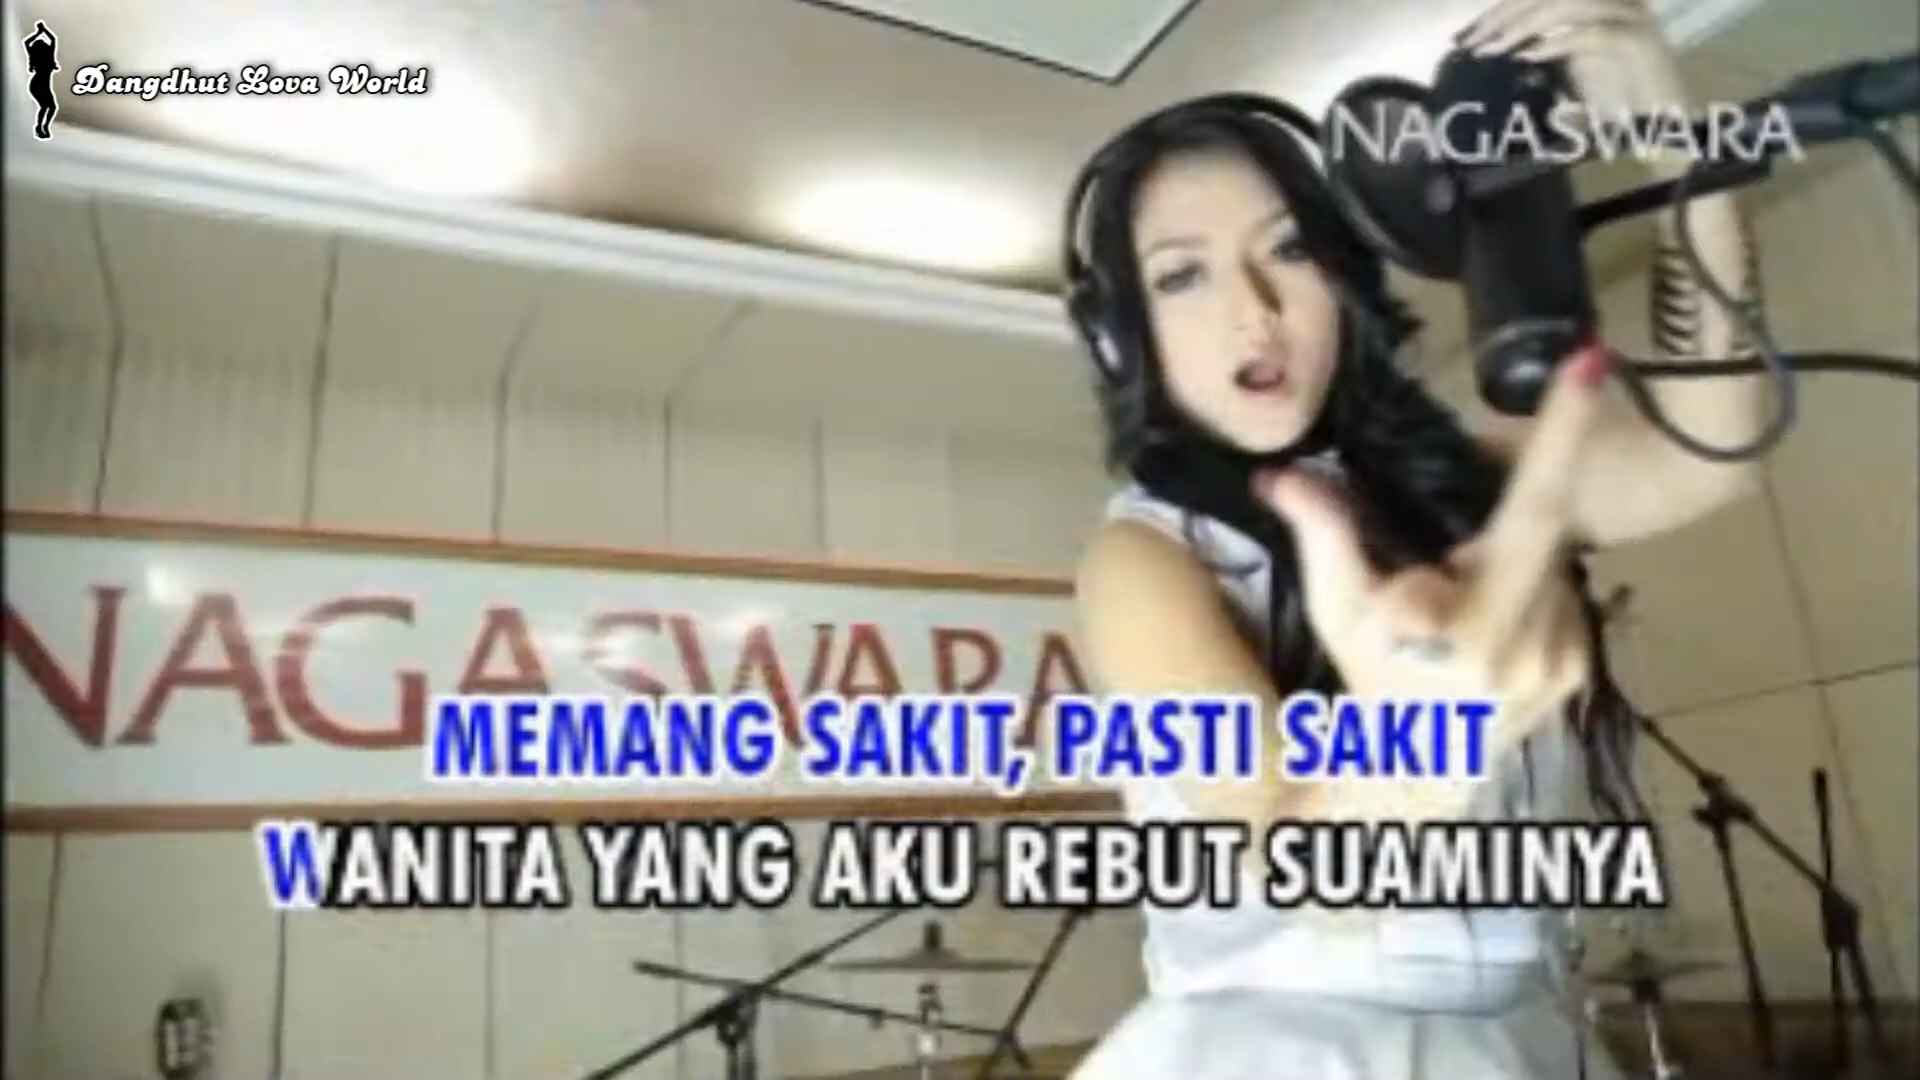 Dangdhut Lova World
NAGASWARA
NAGASWARA
MEMANG SAKIT, PASTI SAKIT
WANITA YANG AKU REBUT SUAMINYA